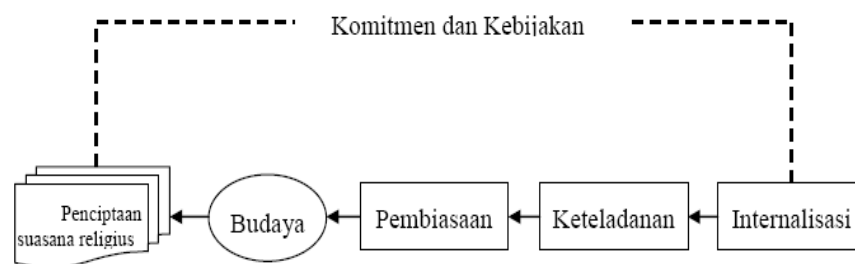 Komitmen dan Kebijakan
Penciptaan
suasana religius
Budaya
Pembiasaan
Keteladanan
Internalisasi